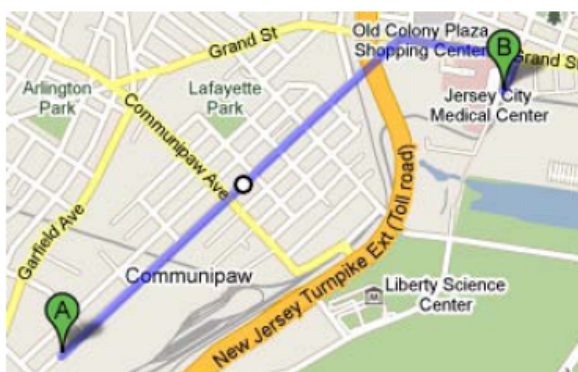 Grand St
Old Colony Plaza
Shopping Center
B
Grand St
Arlington
Park
Lafayette
Park
Jersey City
Medical Center
Communipaw Ave
Garfield Ave
New Jersey Turnpike Ext (Toll road)
Communipaw
Liberty Science
Center
A